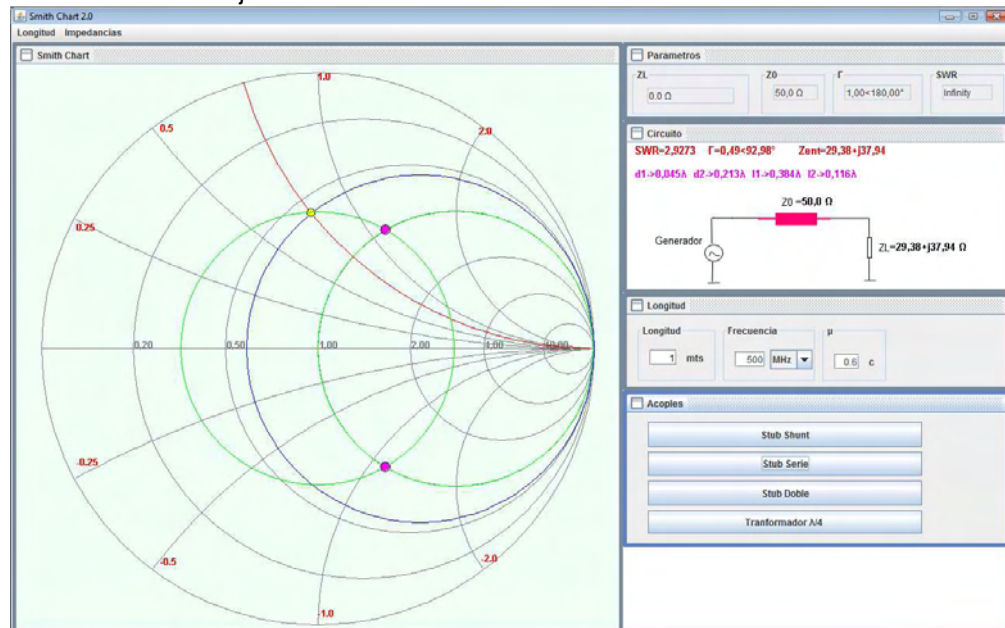 Smith Chart 2.0
Longitud Impedancias
Smith Chart
1.0
0.5
2.0
0.25
0,20
0,50
1,00
2,00
4,00
-0.25
-0.5
-2.0
-1.0
Parametros
ZL
0.0 Ω
Z0
50,0 Ω
Γ
1,00<180,00°
SWR
Infinity
Circuito
SWR=2,9273 Γ=0,49<92,98° Zent=29,38+j37,94
d1->0,045λ d2->0,213λ l1->0,384λ l2->0,116λ
Z0 =50,0 Ω
Generador
ZL=29,38+j37,94 Ω
Longitud
Longitud
1 mts
Frecuencia
500 MHz
μ
0.6 c
Acoples
Stub Shunt
Stub Serie
Stub Doble
Tranformador λ/4